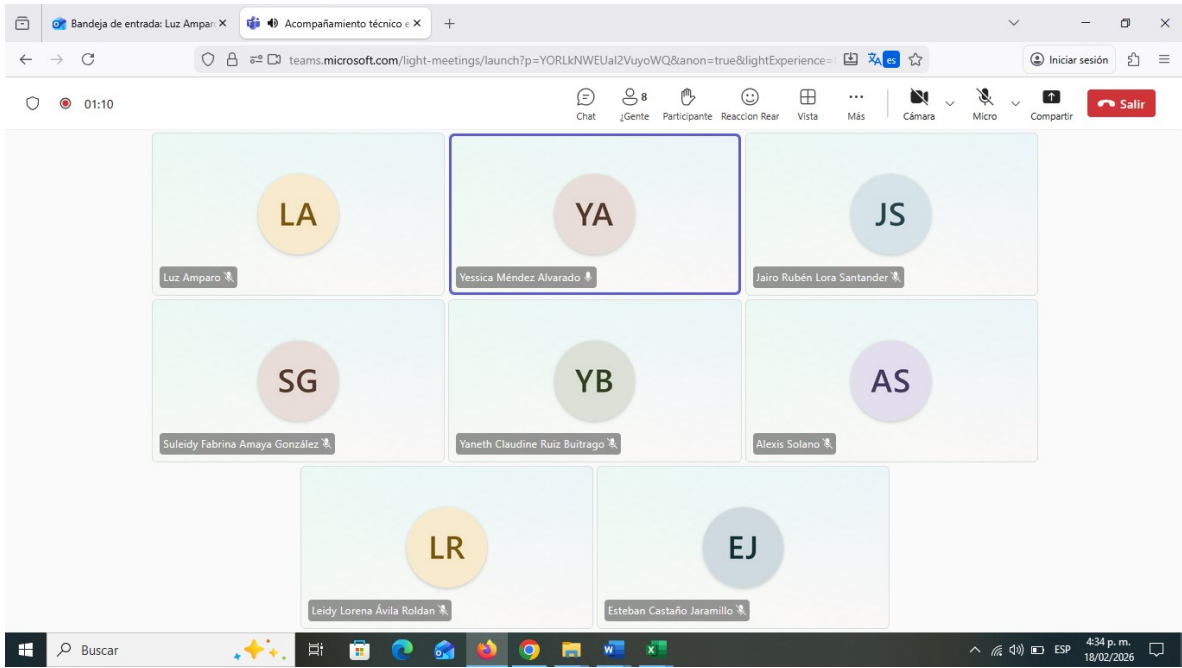 Bandeja de entrada: Luz Ampar
Acompañamiento técnico e
teams.microsoft.com/light-meetings/launch?p=YORLkNWEUaI2VuyoWQ&anon=true&lightExperience=
es
Iniciar sesión
01:10
8
Chat
¿Gente
Participante
Reaccion Rear
Vista
Más
Cámara
Micro
Compartir
Salir
LA
YA
JS
Luz Amparo
Yessica Méndez Alvarado
Jairo Rubén Lora Santander
SG
YB
AS
Suleidy Fabrina Amaya González
Yaneth Claudine Ruiz Buitrago
Alexis Solano
LR
EJ
Leidy Lorena Ávila Roldan
Esteban Castaño Jaramillo
Buscar
ESP
4:34 p. m.
18/02/2026